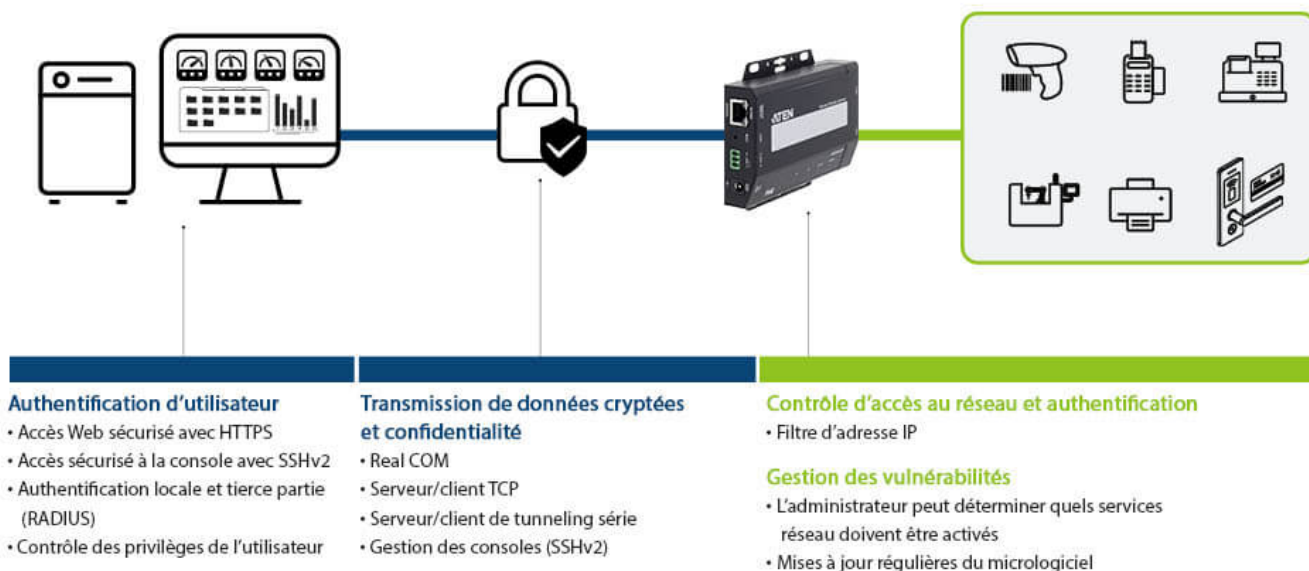 ATEN
Authentification d'utilisateur
• Accès Web sécurisé avec HTTPS
• Accès sécurisé à la console avec SSHv2
• Authentification locale et tierce partie
(RADIUS)
• Contrôle des privilèges de l'utilisateur
Transmission de données cryptées
et confidentialité
• Real COM
• Serveur/client TCP
• Serveur/client de tunneling série
• Gestion des consoles (SSHv2)
Contrôle d'accès au réseau et authentification
• Filtre d'adresse IP
Gestion des vulnérabilités
• L'administrateur peut déterminer quels services
réseau doivent être activés
• Mises à jour régulières du micrologiciel